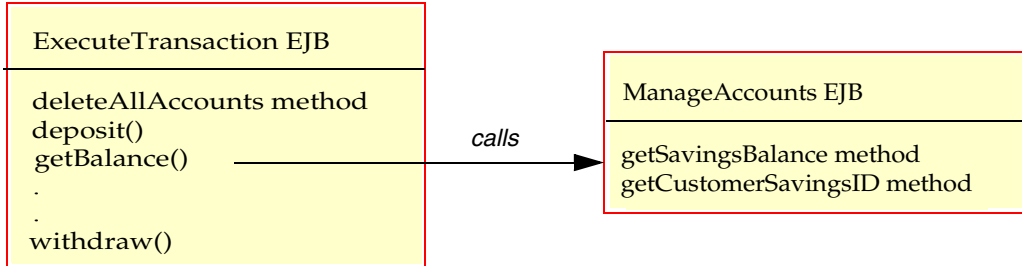 ExecuteTransaction EJB
deleteAllAccounts method
deposit()
getBalance()
.
.
withdraw()
calls
ManageAccounts EJB
getSavingsBalance method
getCustomerSavingsID method